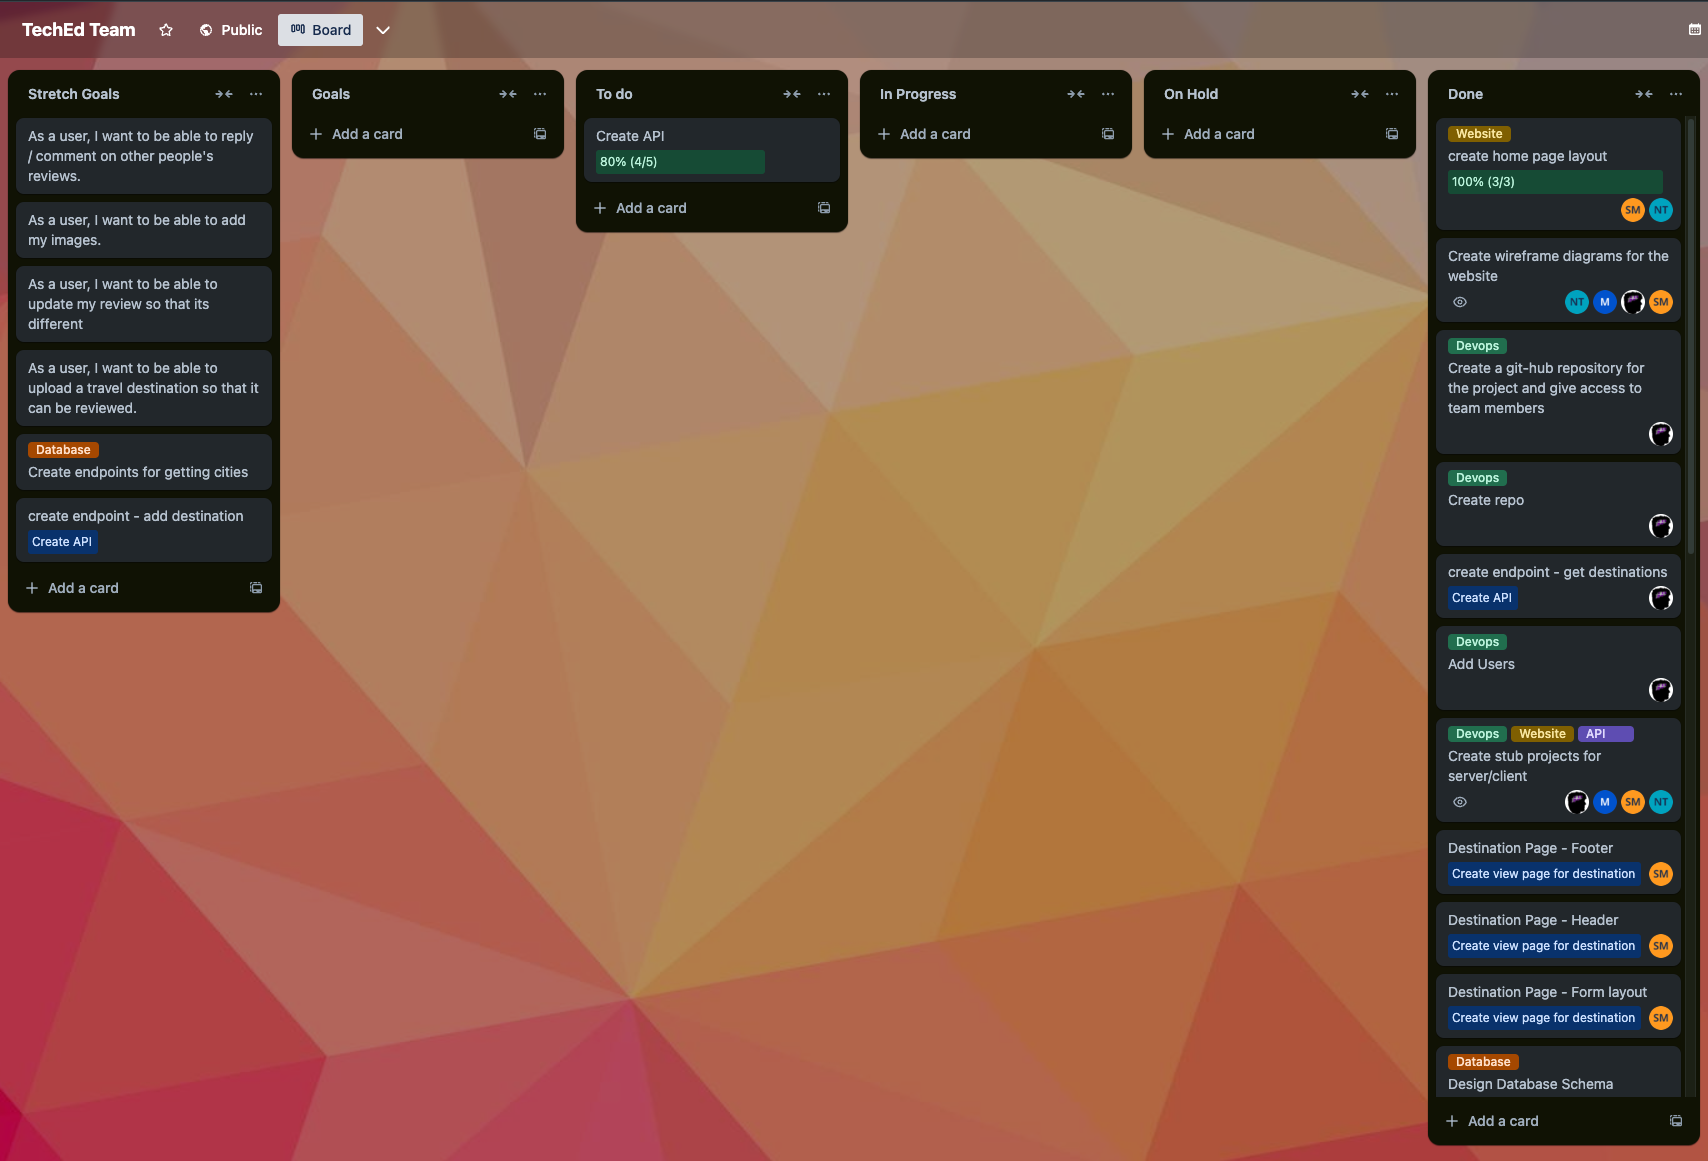 TechEd Team
Public
Board
Stretch Goals
As a user, I want to be able to reply
/ comment on other people's
reviews.
As a user, I want to be able to add
my images.
As a user, I want to be able to
update my review so that its
different
As a user, I want to be able to
upload a travel destination so that it
can be reviewed.
Database
Create endpoints for getting cities
create endpoint - add destination
Create API
Add a card
Goals
Add a card
To do
Create API
80% (4/5)
Add a card
In Progress
Add a card
On Hold
Add a card
Done
Website
create home page layout
100% (3/3)
SM NT
Create wireframe diagrams for the
website
NT M SM
Devops
Create a git-hub repository for
the project and give access to
team members
Devops
Create repo
create endpoint - get destinations
Create API
Devops
Add Users
Devops Website API
Create stub projects for
server/client
M SM NT
Destination Page - Footer
Create view page for destination SM
Destination Page - Header
Create view page for destination SM
Destination Page - Form layout
Create view page for destination SM
Database
Design Database Schema
Add a card